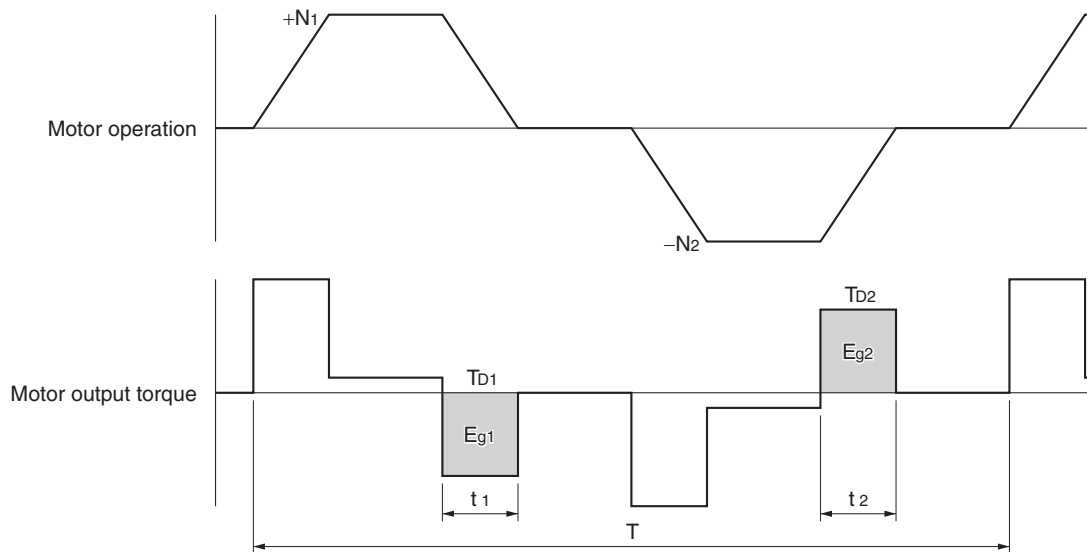 +N1
Motor operation
−N2
TD2
Eg2
TD1
Motor output torque
Eg1
t1
t2
T